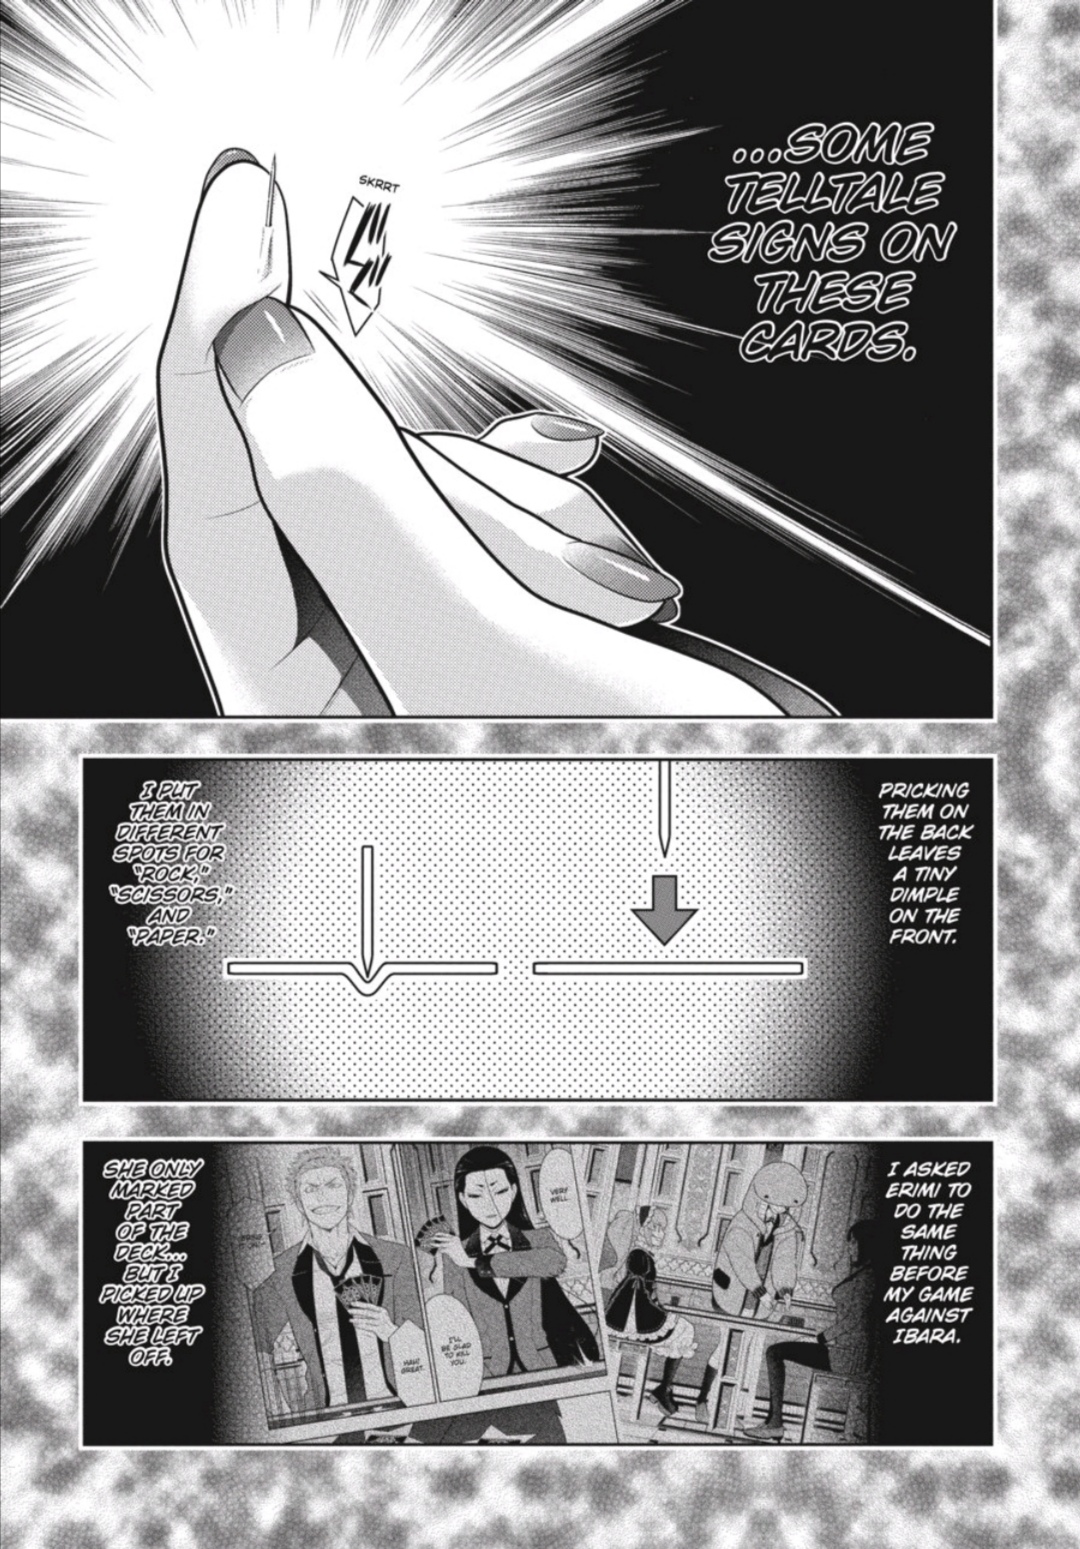 ...SOME
TELLTALE
SIGNS ON
THESE
CARDS.
SKRRT
PRICKING
THEM ON
THE BACK
LEAVES
A TINY
DIMPLE
ON THE
FRONT.
I PUT
THEM IN
DIFFERENT
SPOTS FOR
"ROCK,"
"SCISSORS,"
AND
"PAPER."
I ASKED
ERIMI TO
DO THE
SAME
THING
BEFORE
MY GAME
AGAINST
IBARA.
VERY
WELL.
I'LL
BE GLAD
TO KILL
YOU.
HAH!
GREAT.
SHE ONLY
MARKED
PART
OF THE
DECK...
BUT I
PICKED UP
WHERE
SHE LEFT
OFF.